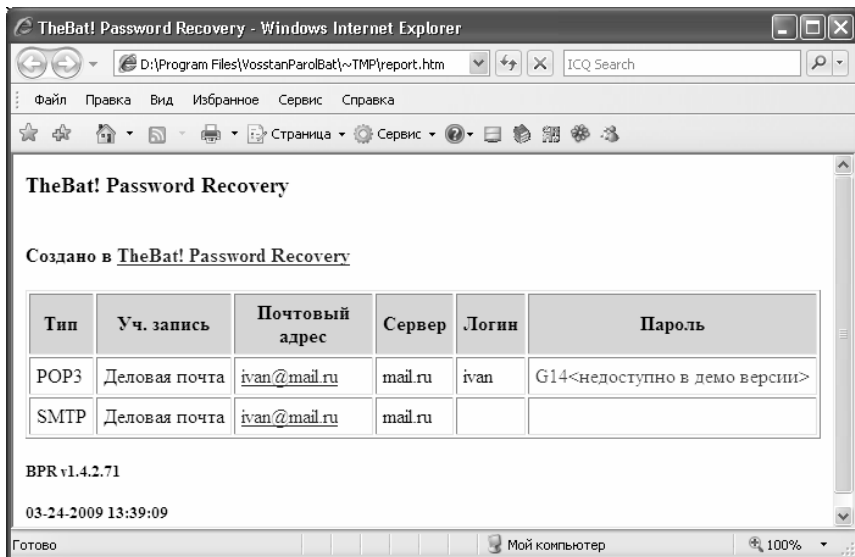 TheBat! Password Recovery - Windows Internet Explorer
D:\Program Files\VosstanParolBat\~TMP\report.htm
ICQ Search
Файл Правка Вид Избранное Сервис Справка
Страница Сервис
TheBat! Password Recovery
Создано в TheBat! Password Recovery
Тип Уч. запись Почтовый адрес Сервер Логин Пароль
POP3 Деловая почта ivan@mail.ru mail.ru ivan G14<недоступно в демо версии>
SMTP Деловая почта ivan@mail.ru mail.ru
BPR v1.4.2.71
03-24-2009 13:39:09
Готово Мой компьютер 100%